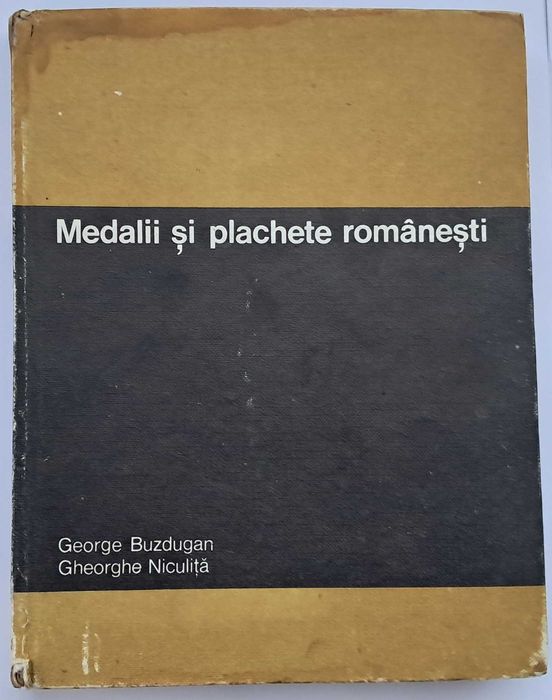 Medalii și plachete românești
George Buzdugan
Gheorghe Niculiță